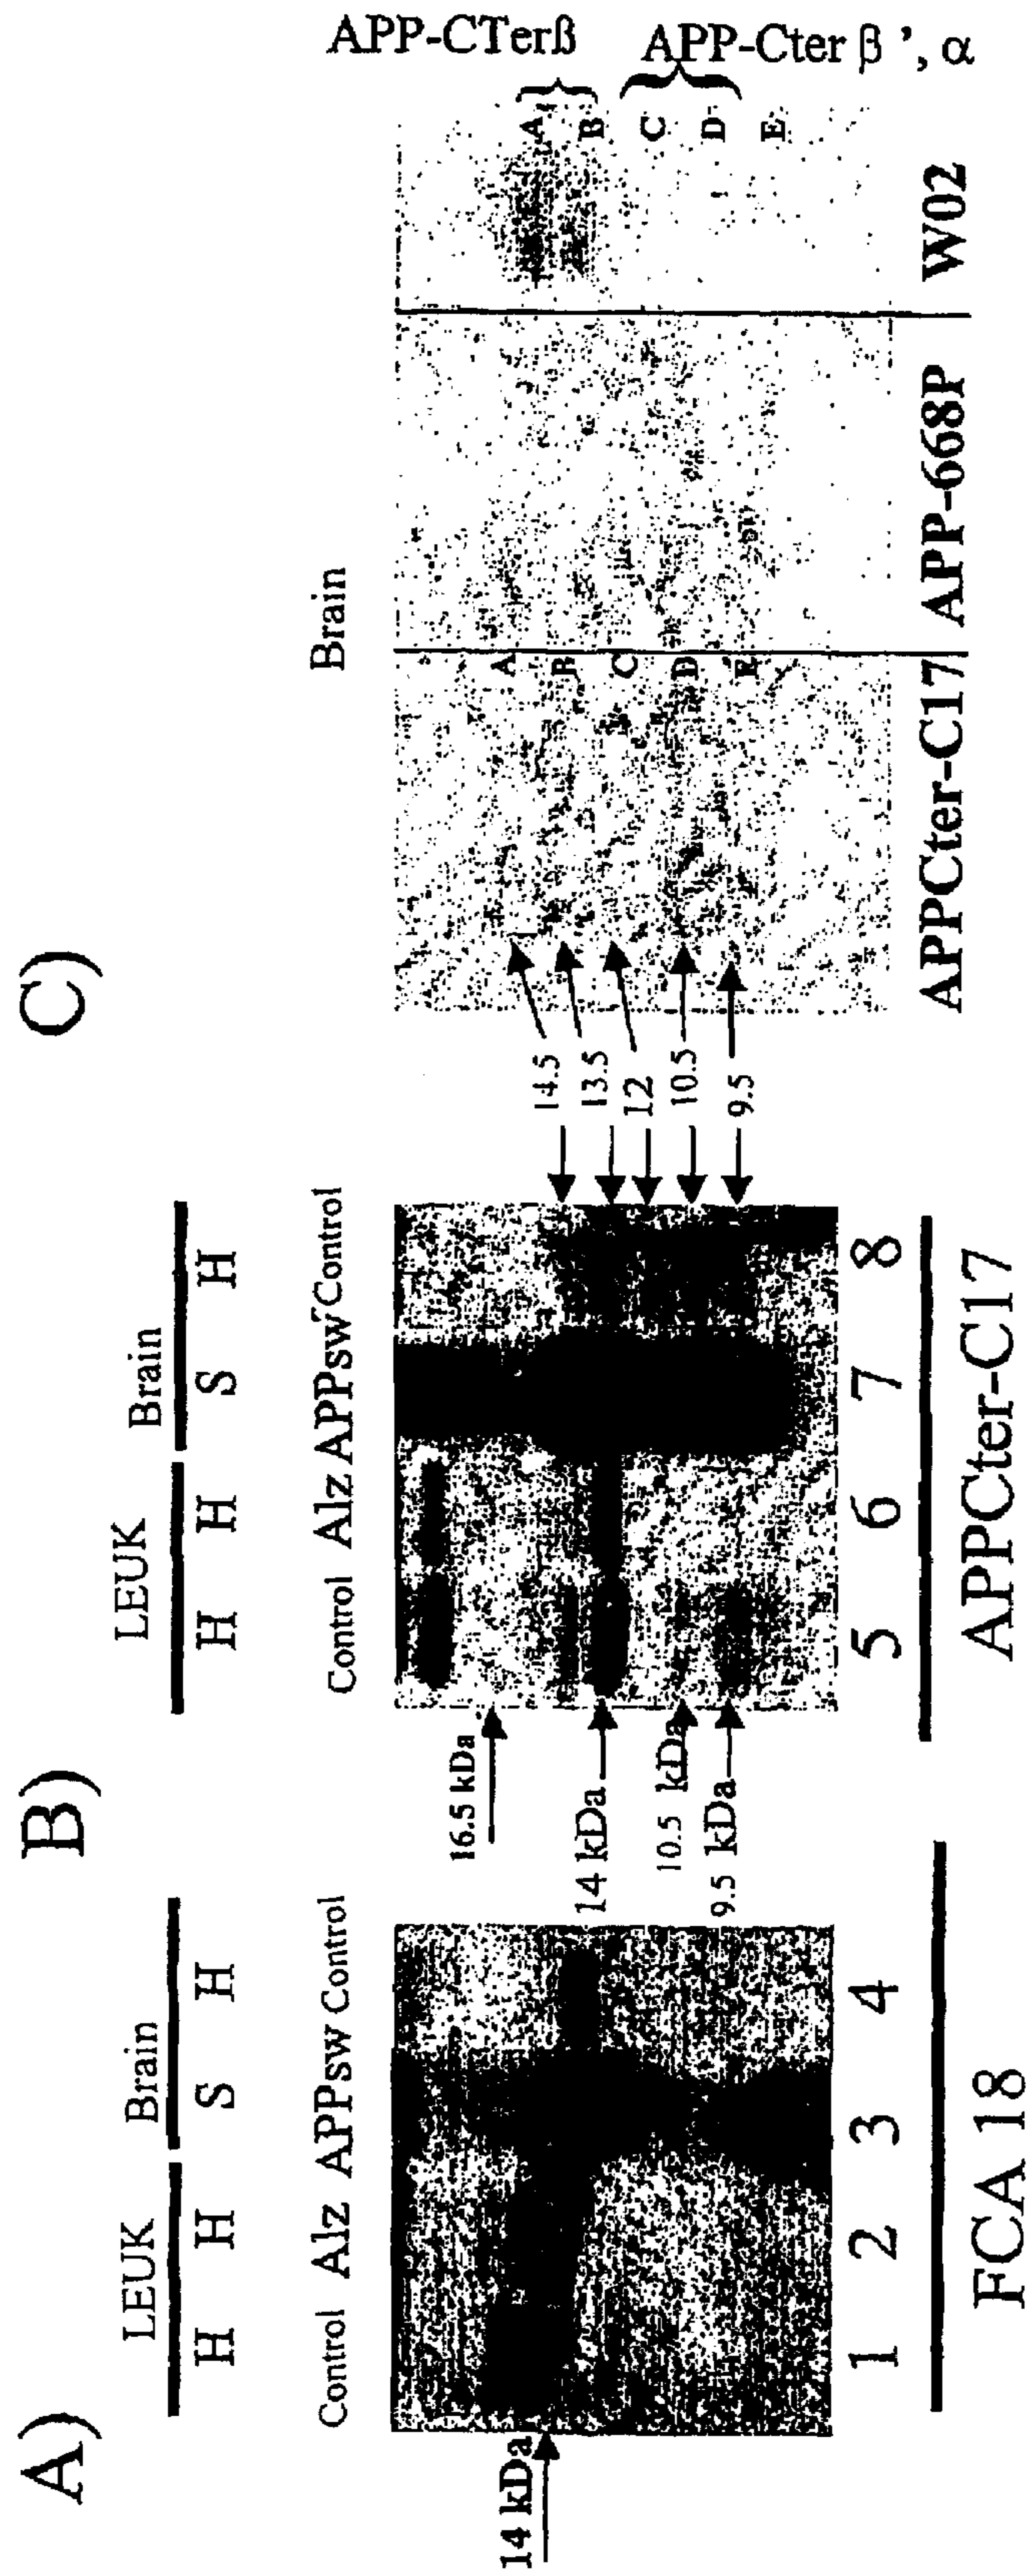 A)
LEUK Brain
H H S H
Control Alz APPsw Control
14 kDa
1 2 3 4
FCA 18
B)
LEUK Brain
H H S H
Control Alz APPsw Control
16.5 kDa
14 kDa
10.5 kDa
9.5 kDa
5 6 7 8
APPCter-C17
14.5
13.5
12
10.5
9.5
C)
Brain
A
B
C
D
E
A
B
C
D
E
APP-CTerß
APP-Cter β ', α
APPCter-C17 APP-668P W02